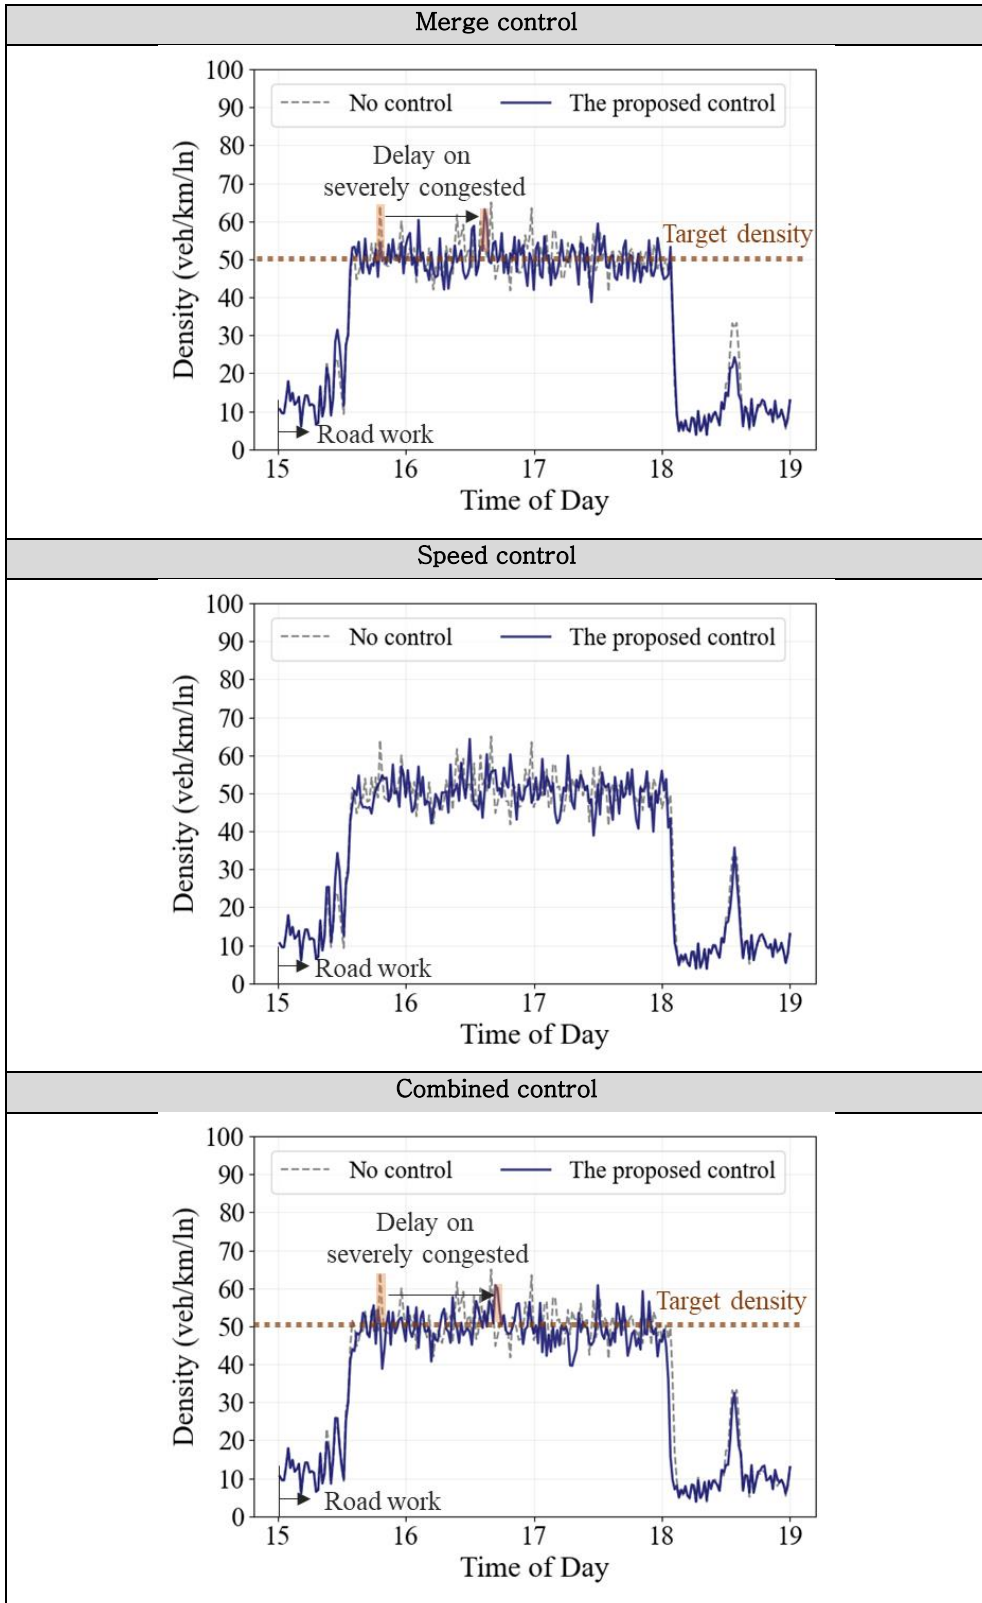 Merge control
100
90
80
70
60
50
40
30
20
10
0
Density (veh/km/ln)
No control
The proposed control
Delay on
severely congested
Target density
Road work
15 16 17 18 19
Time of Day
Speed control
100
90
80
70
60
50
40
30
20
10
0
Density (veh/km/ln)
No control
The proposed control
Road work
15 16 17 18 19
Time of Day
Combined control
100
90
80
70
60
50
40
30
20
10
0
Density (veh/km/ln)
No control
The proposed control
Delay on
severely congested
Target density
Road work
15 16 17 18 19
Time of Day